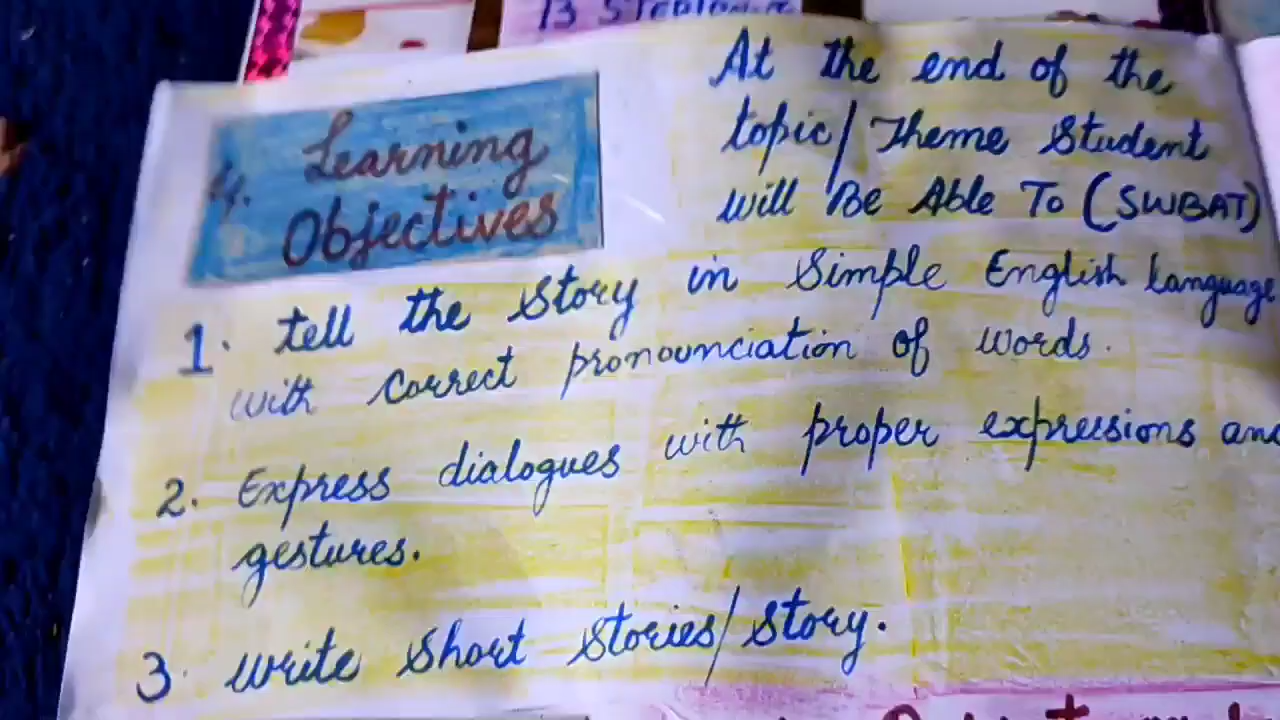 4. Learning
Objectives
At the end of the
topic/Theme Student
will Be Able To (SWBAT)
1. tell the Story in Simple English language
with correct pronounciation of words.
2. Express dialogues with proper expressions and
gestures.
3. write Short Stories/Story.